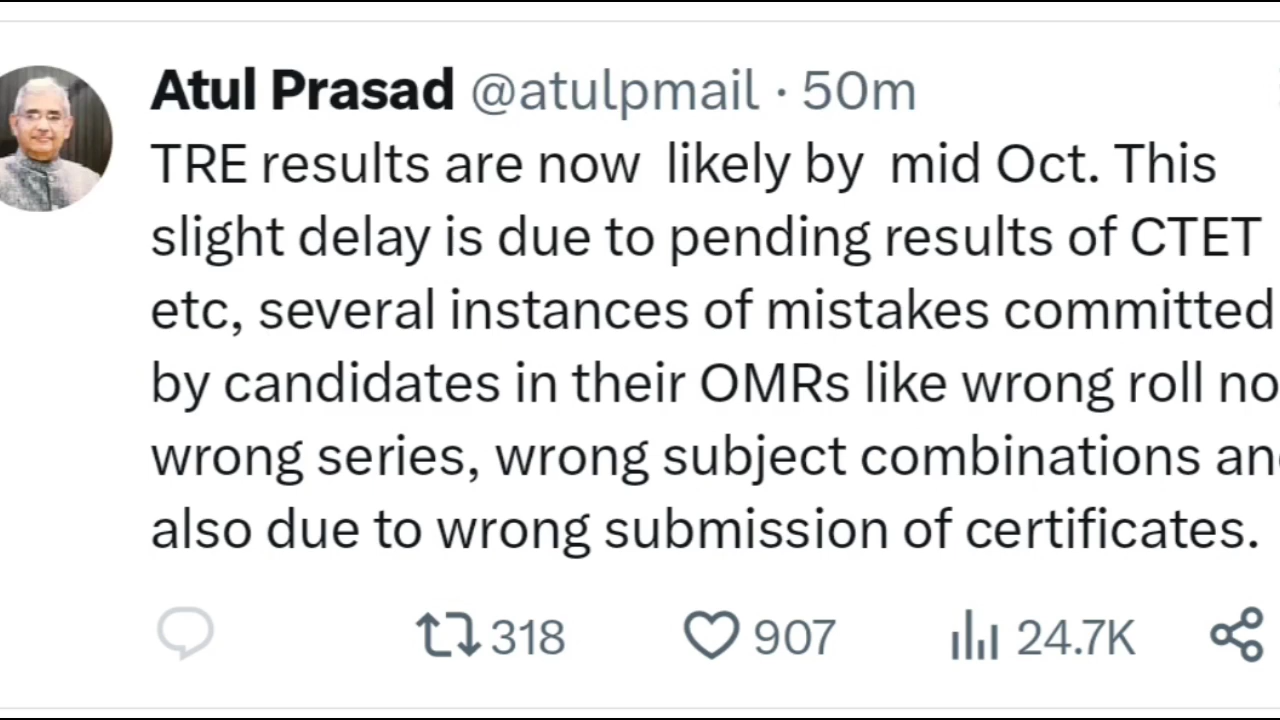 Atul Prasad @atulpmail · 50m
TRE results are now likely by mid Oct. This
slight delay is due to pending results of CTET
etc, several instances of mistakes committed
by candidates in their OMRs like wrong roll no
wrong series, wrong subject combinations an
also due to wrong submission of certificates.
318 907 24.7K